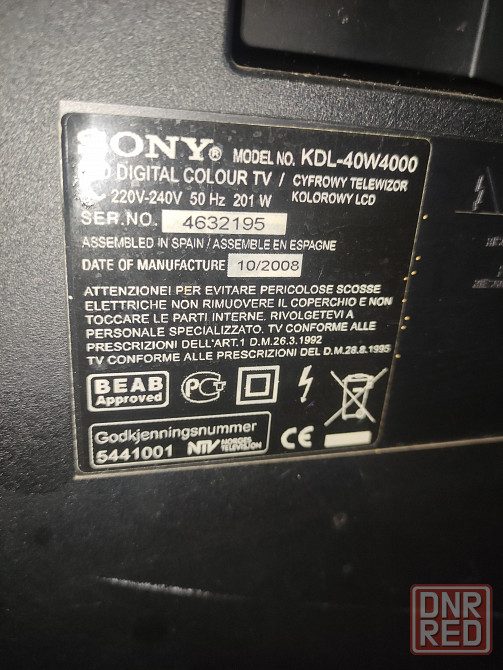 SONY® MODEL NO. KDL-40W4000
DIGITAL COLOUR TV / CYFROWY TELEWIZOR
KOLOROWY LCD
220V-240V 50 Hz 201 W
SER.NO. 4632195
ASSEMBLED IN SPAIN / ASSEMBLE EN ESPAGNE
DATE OF MANUFACTURE 10/2008
ATTENZIONE! PER EVITARE PERICOLOSE SCOSSE
ELETTRICHE NON RIMUOVERE IL COPERCHIO E NON
TOCCARE LE PARTI INTERNE. RIVOLGETEVI A
PERSONALE SPECIALIZZATO. TV CONFORME ALLE
PRESCRIZIONI DELL'ART.1 D.M.26.3.1992
TV CONFORME ALLE PRESCRIZIONI DEL D.M.28.8.1995
BEAB
Approved
PCT
Godkjenningsnummer
5441001 NTV NORGES
TELEVISJON
CE
DNR
RED